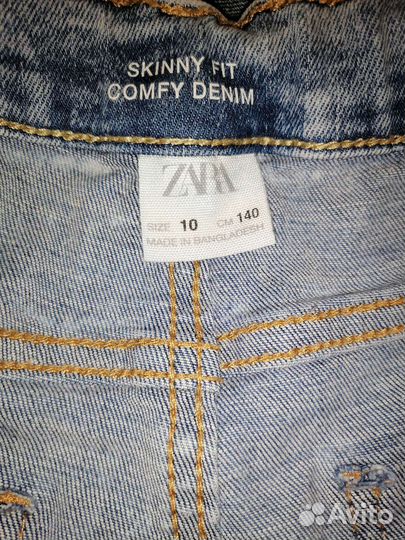 SKINNY FIT
COMFY DENIM
ZARA
SIZE 10 CM 140
MADE IN BANGLADESH
Avito